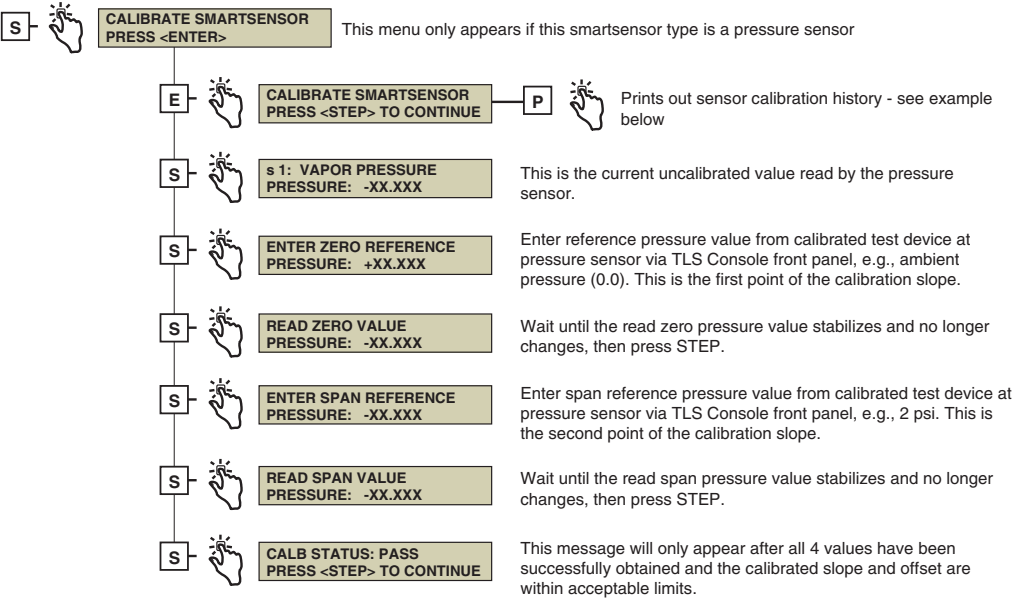 S
CALIBRATE SMARTSENSOR
PRESS <ENTER>
This menu only appears if this smartsensor type is a pressure sensor
E
CALIBRATE SMARTSENSOR
PRESS <STEP> TO CONTINUE
P
Prints out sensor calibration history - see example
below
S
s 1: VAPOR PRESSURE
PRESSURE: -XX.XXX
This is the current uncalibrated value read by the pressure
sensor.
S
ENTER ZERO REFERENCE
PRESSURE: +XX.XXX
Enter reference pressure value from calibrated test device at
pressure sensor via TLS Console front panel, e.g., ambient
pressure (0.0). This is the first point of the calibration slope.
S
READ ZERO VALUE
PRESSURE: -XX.XXX
Wait until the read zero pressure value stabilizes and no longer
changes, then press STEP.
S
ENTER SPAN REFERENCE
PRESSURE: -XX.XXX
Enter span reference pressure value from calibrated test device at
pressure sensor via TLS Console front panel, e.g., 2 psi. This is
the second point of the calibration slope.
S
READ SPAN VALUE
PRESSURE: -XX.XXX
Wait until the read span pressure value stabilizes and no longer
changes, then press STEP.
S
CALB STATUS: PASS
PRESS <STEP> TO CONTINUE
This message will only appear after all 4 values have been
successfully obtained and the calibrated slope and offset are
within acceptable limits.